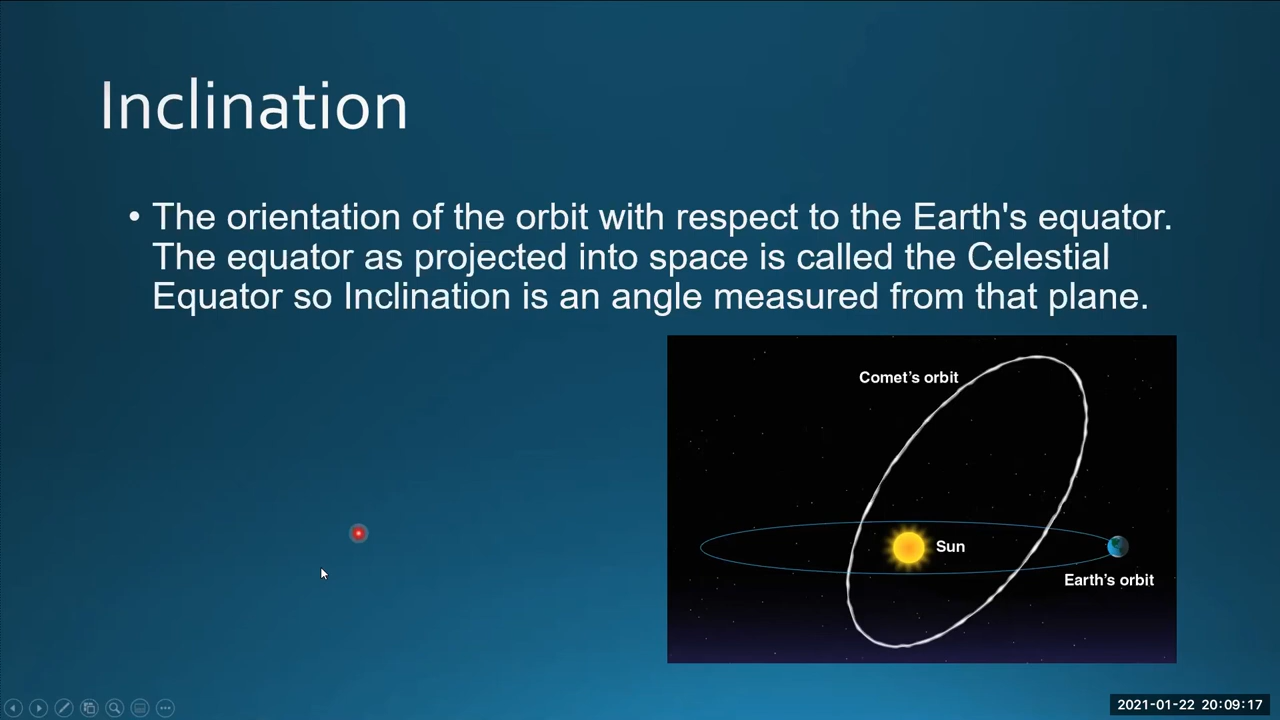 Inclination
• The orientation of the orbit with respect to the Earth's equator.
The equator as projected into space is called the Celestial
Equator so Inclination is an angle measured from that plane.
Comet’s orbit
Sun
Earth’s orbit
2021-01-22 20:09:17